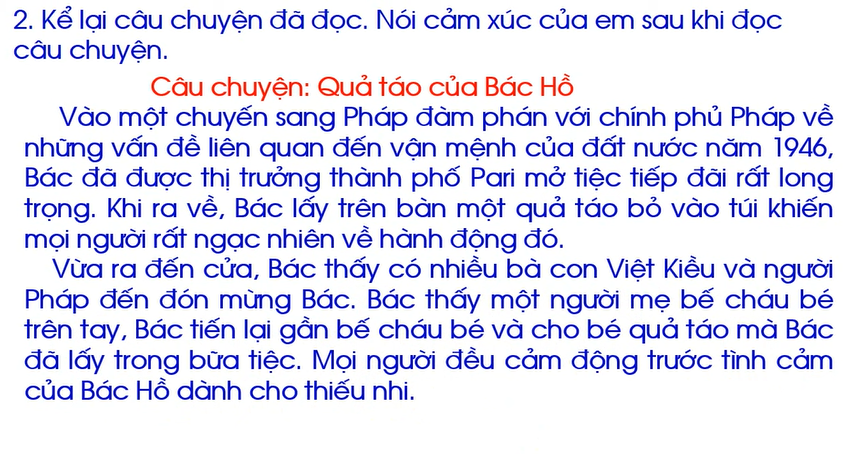 2. Kể lại câu chuyện đã đọc. Nói cảm xúc của em sau khi đọc
câu chuyện.
Câu chuyện: Quả táo của Bác Hồ
Vào một chuyến sang Pháp đàm phán với chính phủ Pháp về
những vấn đề liên quan đến vận mệnh của đất nước năm 1946,
Bác đã được thị trưởng thành phố Pari mở tiệc tiếp đãi rất long
trọng. Khi ra về, Bác lấy trên bàn một quả táo bỏ vào túi khiến
mọi người rất ngạc nhiên về hành động đó.
Vừa ra đến cửa, Bác thấy có nhiều bà con Việt Kiều và người
Pháp đến đón mừng Bác. Bác thấy một người mẹ bế cháu bé
trên tay, Bác tiến lại gần bế cháu bé và cho bé quả táo mà Bác
đã lấy trong bữa tiệc. Mọi người đều cảm động trước tình cảm
của Bác Hồ dành cho thiếu nhi.